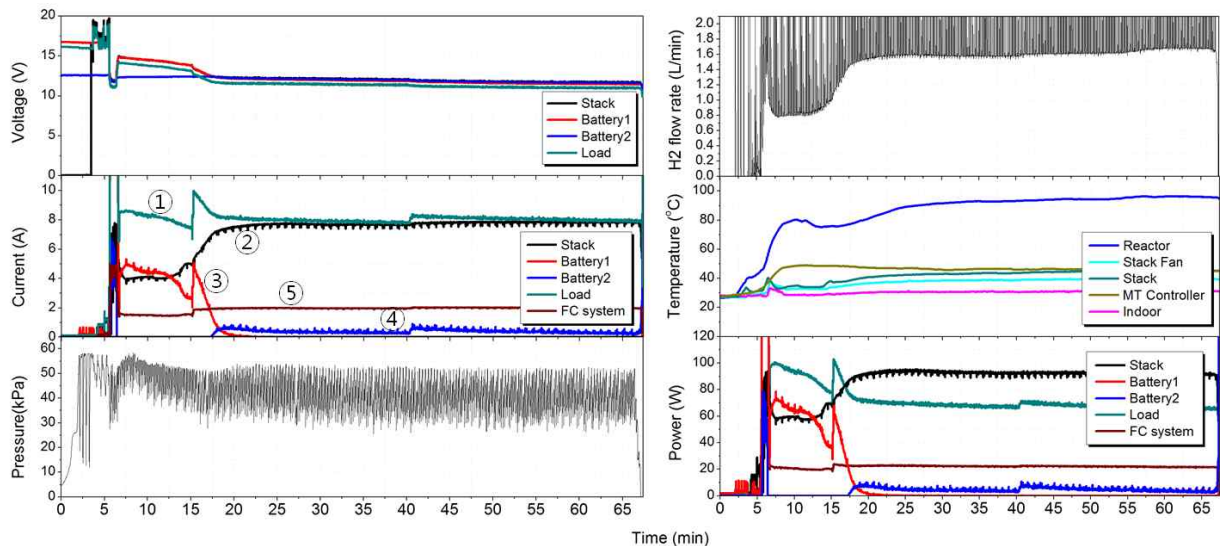 Voltage (V)
20
15
10
5
0
Stack
Battery1
Battery2
Load
Current (A)
10
8
6
4
2
0
①
②
③
④
⑤
Stack
Battery1
Battery2
Load
FC system
Pressure(kPa)
60
50
40
30
20
10
0
0 5 10 15 20 25 30 35 40 45 50 55 60 65
H2 flow rate (L/min)
2.0
1.8
1.6
1.4
1.2
1.0
0.8
0.6
0.4
0.2
0.0
Temperature (°C)
100
80
60
40
20
Reactor
Stack Fan
Stack
MT Controller
Indoor
Power (W)
120
100
80
60
40
20
0
Stack
Battery1
Battery2
Load
FC system
0 5 10 15 20 25 30 35 40 45 50 55 60 65
Time (min)